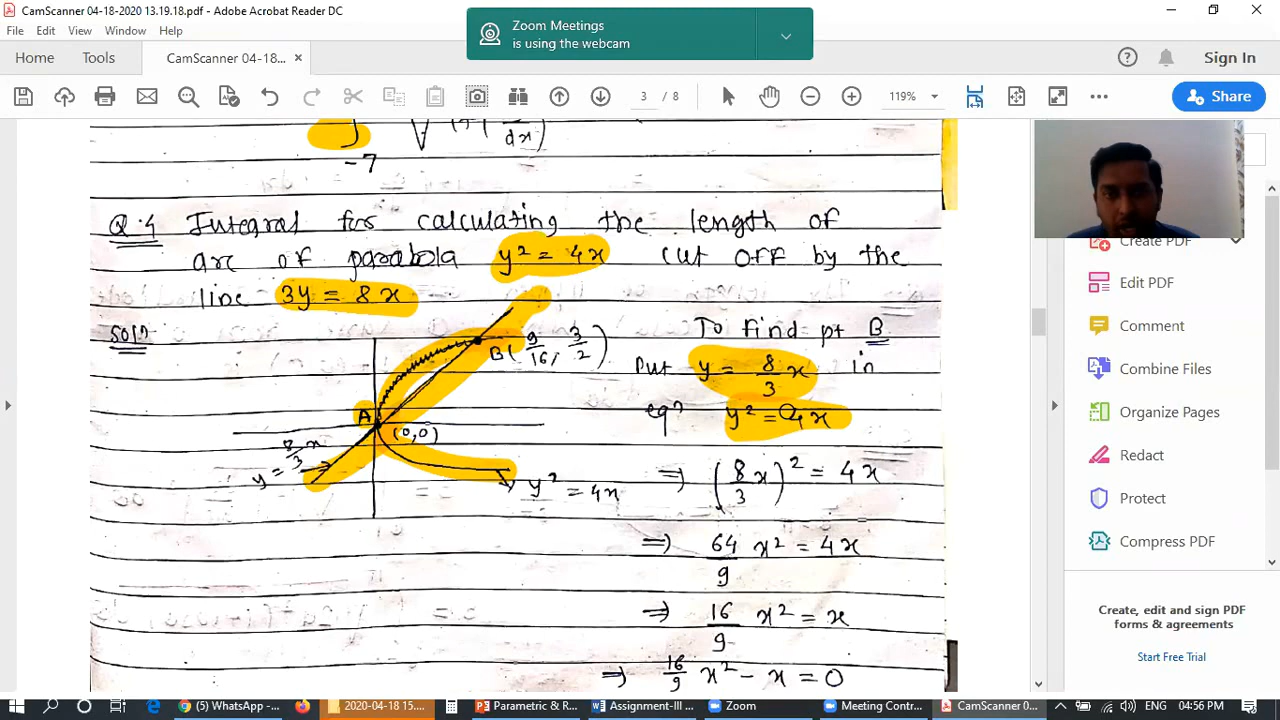 CamScanner 04-18-2020 13.19.18.pdf - Adobe Acrobat Reader DC
File Edit View Window Help
Zoom Meetings
is using the webcam
Home Tools CamScanner 04-18... × Sign In
3 / 8 119% Share
dx
-7
Q.4 Integral for calculating the length of
arc of parabola y² = 4x cut off by the
line 3y = 8x
Solⁿ
To find pt B
B(9/16, 3/2)
Put y = 8/3 x in
eqⁿ y² = 4x
A
(0,0)
y = 8/3 x
y² = 4x
⇒ (8/3 x)² = 4x
⇒ 64/9 x² = 4x
⇒ 16/9 x² = x
⇒ 16/9 x² - x = 0
Create PDF
Edit PDF
Comment
Combine Files
Organize Pages
Redact
Protect
Compress PDF
Create, edit and sign PDF
forms & agreements
Start Free Trial
(5) WhatsApp -... 2020-04-18 15.... Parametric & R... Assignment-III ... Zoom Meeting Contr... CamScanner 0... ENG 04:56 PM